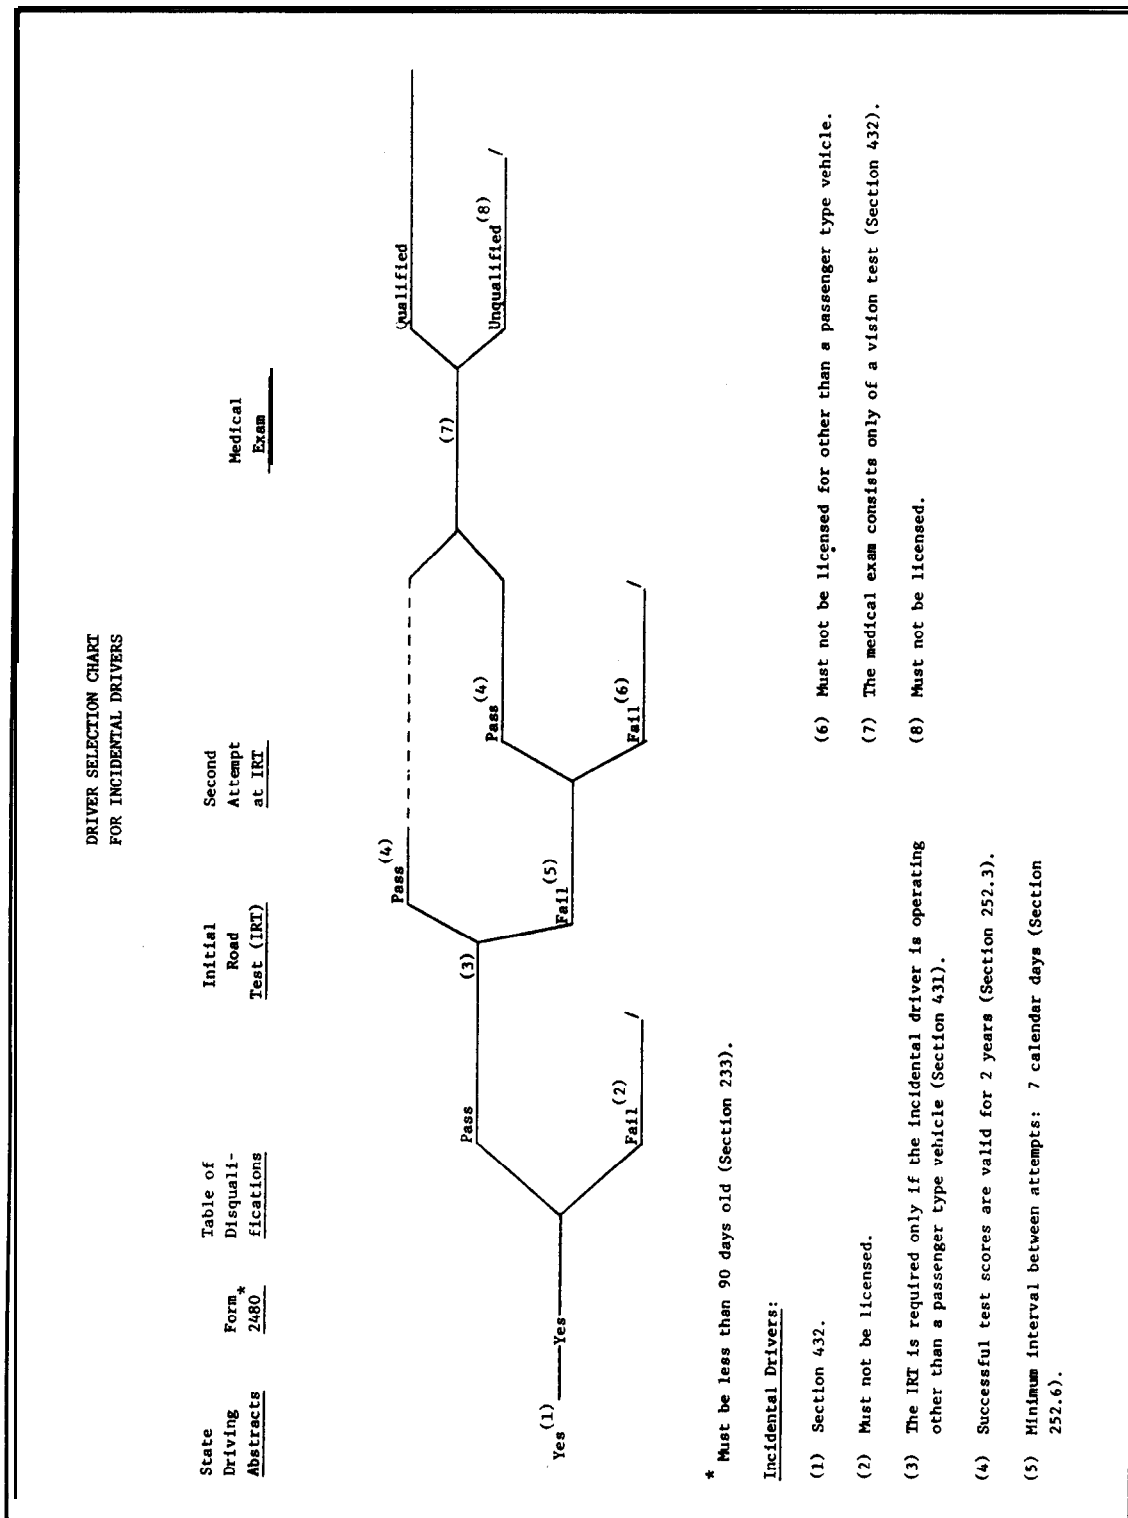 DRIVER SELECTION CHART
FOR INCIDENTAL DRIVERS
State
Driving
Abstracts
Form*
2480
Table of
Disquali-
fications
Initial
Road
Test (IRT)
Second
Attempt
at IRT
Medical
Exam
Yes(1)
Yes
Pass
Fail(2)
(3)
Pass(4)
Fail(5)
Pass(4)
Fail(6)
(7)
Qualified
Unqualified(8)
* Must be less than 90 days old (Section 233).
Incidental Drivers:
(1) Section 432.
(2) Must not be licensed.
(3) The IRT is required only if the incidental driver is operating
other than a passenger type vehicle (Section 431).
(4) Successful test scores are valid for 2 years (Section 252.3).
(5) Minimum interval between attempts: 7 calendar days (Section
252.6).
(6) Must not be licensed for other than a passenger type vehicle.
(7) The medical exam consists only of a vision test (Section 432).
(8) Must not be licensed.